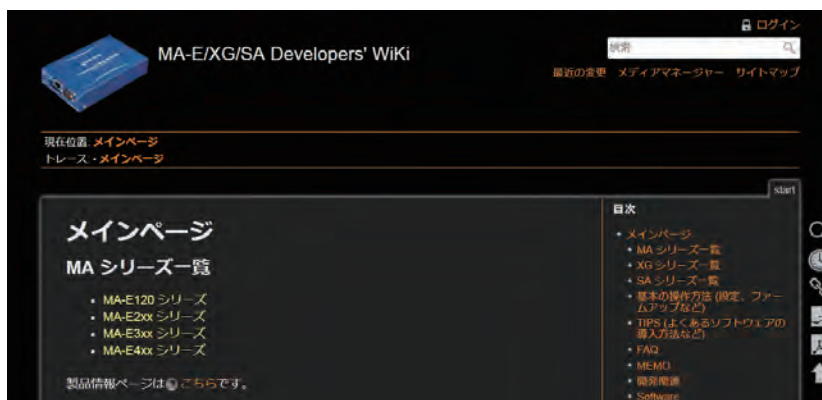 ログイン
MA-E/XG/SA Developers' WiKi
検索
最近の変更 メディアマネージャー サイトマップ
現在位置: メインページ
トレース: • メインページ
start
メインページ
MA シリーズ一覧
• MA-E120 シリーズ
• MA-E2xx シリーズ
• MA-E3xx シリーズ
• MA-E4xx シリーズ
製品情報ページはこちらです。
目次
• メインページ
• MA シリーズ一覧
• XG シリーズ一覧
• SA シリーズ一覧
• 基本の操作方法 (設定、ファー
ムアップなど)
• TIPS (よくあるソフトウェアの
導入方法など)
• FAQ
• MEMO
• 開発関連
• Software